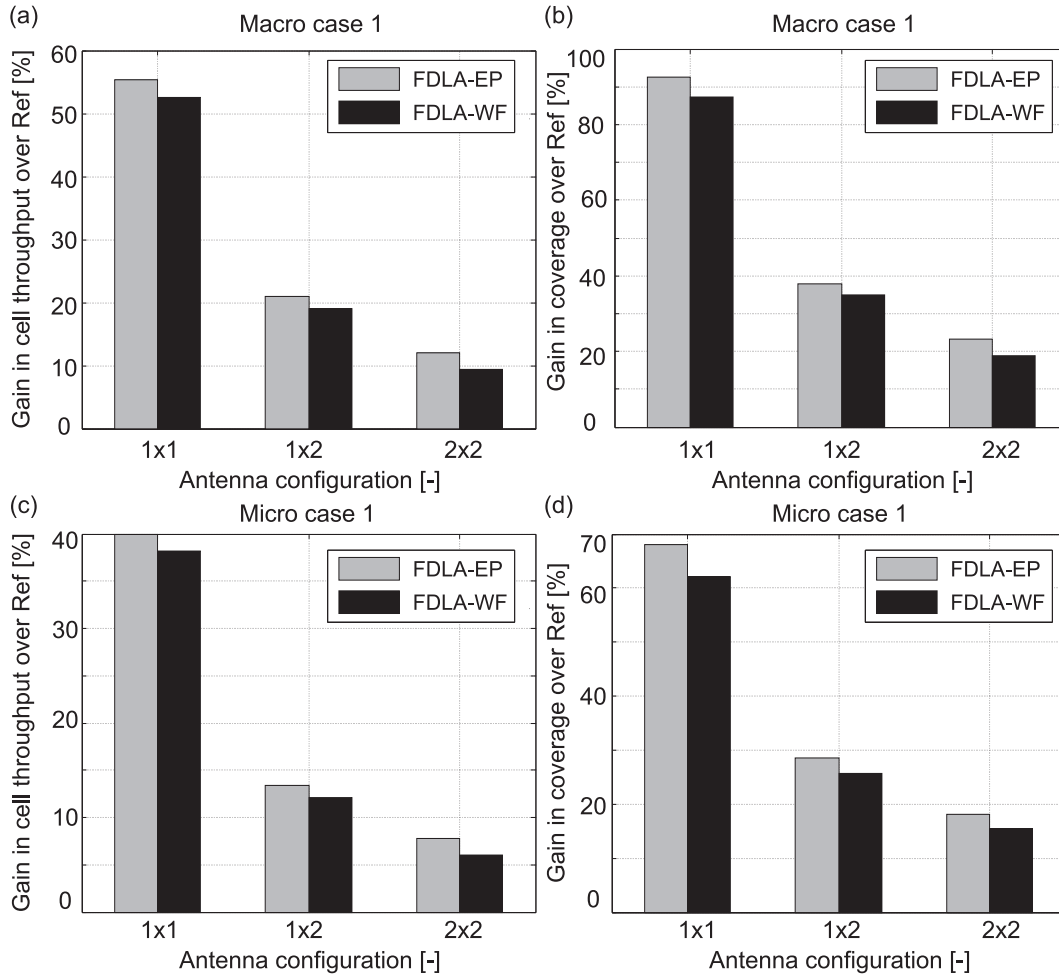 (a)
Macro case 1
Gain in cell throughput over Ref [%]
60
50
40
30
20
10
0
FDLA-EP
FDLA-WF
1x1 1x2 2x2
Antenna configuration [-]
(b)
Macro case 1
Gain in coverage over Ref [%]
100
80
60
40
20
0
FDLA-EP
FDLA-WF
1x1 1x2 2x2
Antenna configuration [-]
(c)
Micro case 1
Gain in cell throughput over Ref [%]
40
30
20
10
0
FDLA-EP
FDLA-WF
1x1 1x2 2x2
Antenna configuration [-]
(d)
Micro case 1
Gain in coverage over Ref [%]
70
60
40
20
0
FDLA-EP
FDLA-WF
1x1 1x2 2x2
Antenna configuration [-]